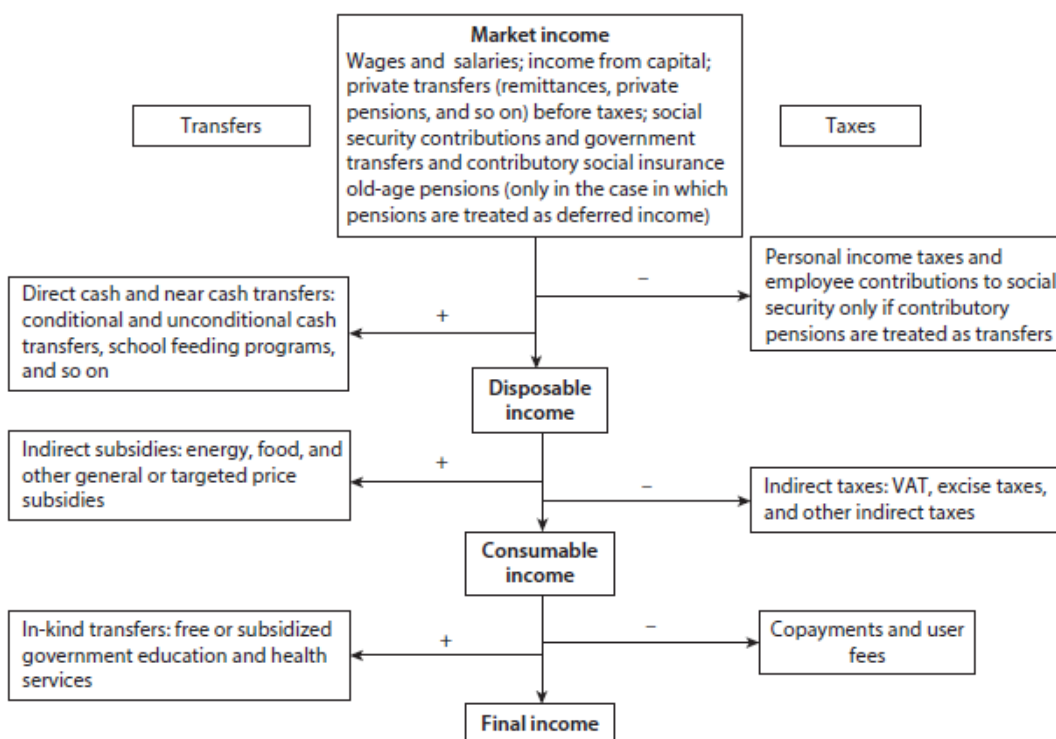 Market income
Wages and salaries; income from capital;
private transfers (remittances, private
pensions, and so on) before taxes; social
security contributions and government
transfers and contributory social insurance
old-age pensions (only in the case in which
pensions are treated as deferred income)
Transfers
Taxes
Personal income taxes and
employee contributions to social
security only if contributory
pensions are treated as transfers
–
Direct cash and near cash transfers:
conditional and unconditional cash
transfers, school feeding programs,
and so on
+
Disposable
income
Indirect subsidies: energy, food, and
other general or targeted price
subsidies
+
–
Indirect taxes: VAT, excise taxes,
and other indirect taxes
Consumable
income
In-kind transfers: free or subsidized
government education and health
services
+
–
Copayments and user
fees
Final income